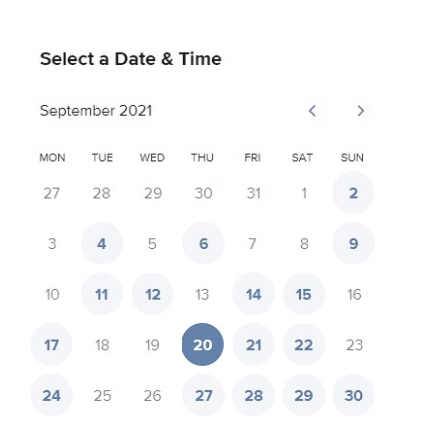 Select a Date & Time
September 2021
MON TUE WED THU FRI SAT SUN
27 28 29 30 31 1 2
3 4 5 6 7 8 9
10 11 12 13 14 15 16
17 18 19 20 21 22 23
24 25 26 27 28 29 30